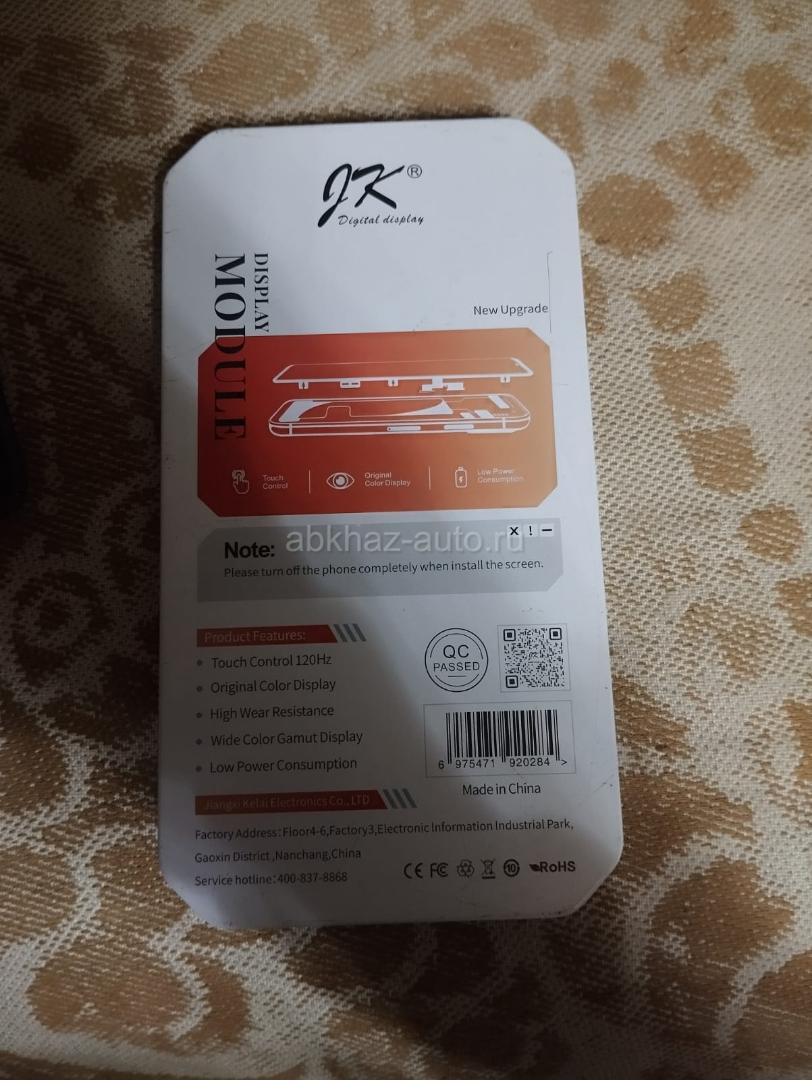 JK®
Digital display
DISPLAY
MODULE
New Upgrade
Touch
Control
Original
Color Display
Low Power
Consumption
X ! —
abkhaz-auto.ru
Note:
Please turn off the phone completely when install the screen.
Product Features:
• Touch Control 120Hz
• Original Color Display
• High Wear Resistance
• Wide Color Gamut Display
• Low Power Consumption
QC
PASSED
6 975471 920284 >
Made in China
Jiangxi Kelai Electronics Co., LTD
Factory Address: Floor4-6,Factory3,Electronic Information Industrial Park,
Gaoxin District ,Nanchang,China
Service hotline:400-837-8868
CE FC 10 RoHS